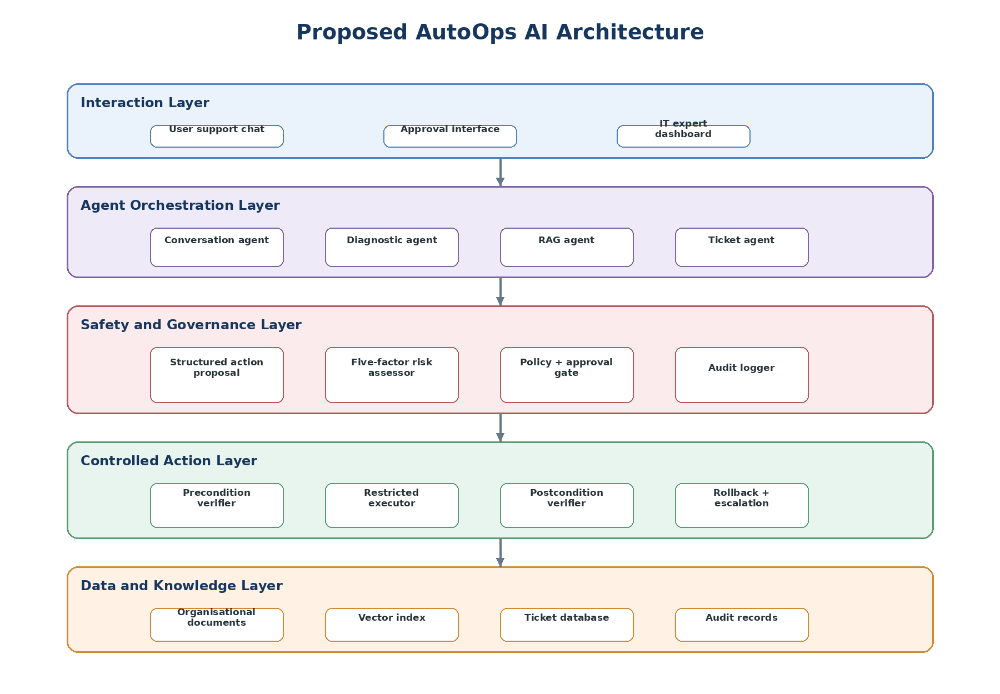 Proposed AutoOps AI Architecture
Interaction Layer
User support chat
Approval interface
IT expert
dashboard
Agent Orchestration Layer
Conversation agent
Diagnostic agent
RAG agent
Ticket agent
Safety and Governance Layer
Structured action
proposal
Five-factor risk
assessor
Policy + approval
gate
Audit logger
Controlled Action Layer
Precondition
verifier
Restricted
executor
Postcondition
verifier
Rollback +
escalation
Data and Knowledge Layer
Organisational
documents
Vector index
Ticket database
Audit records